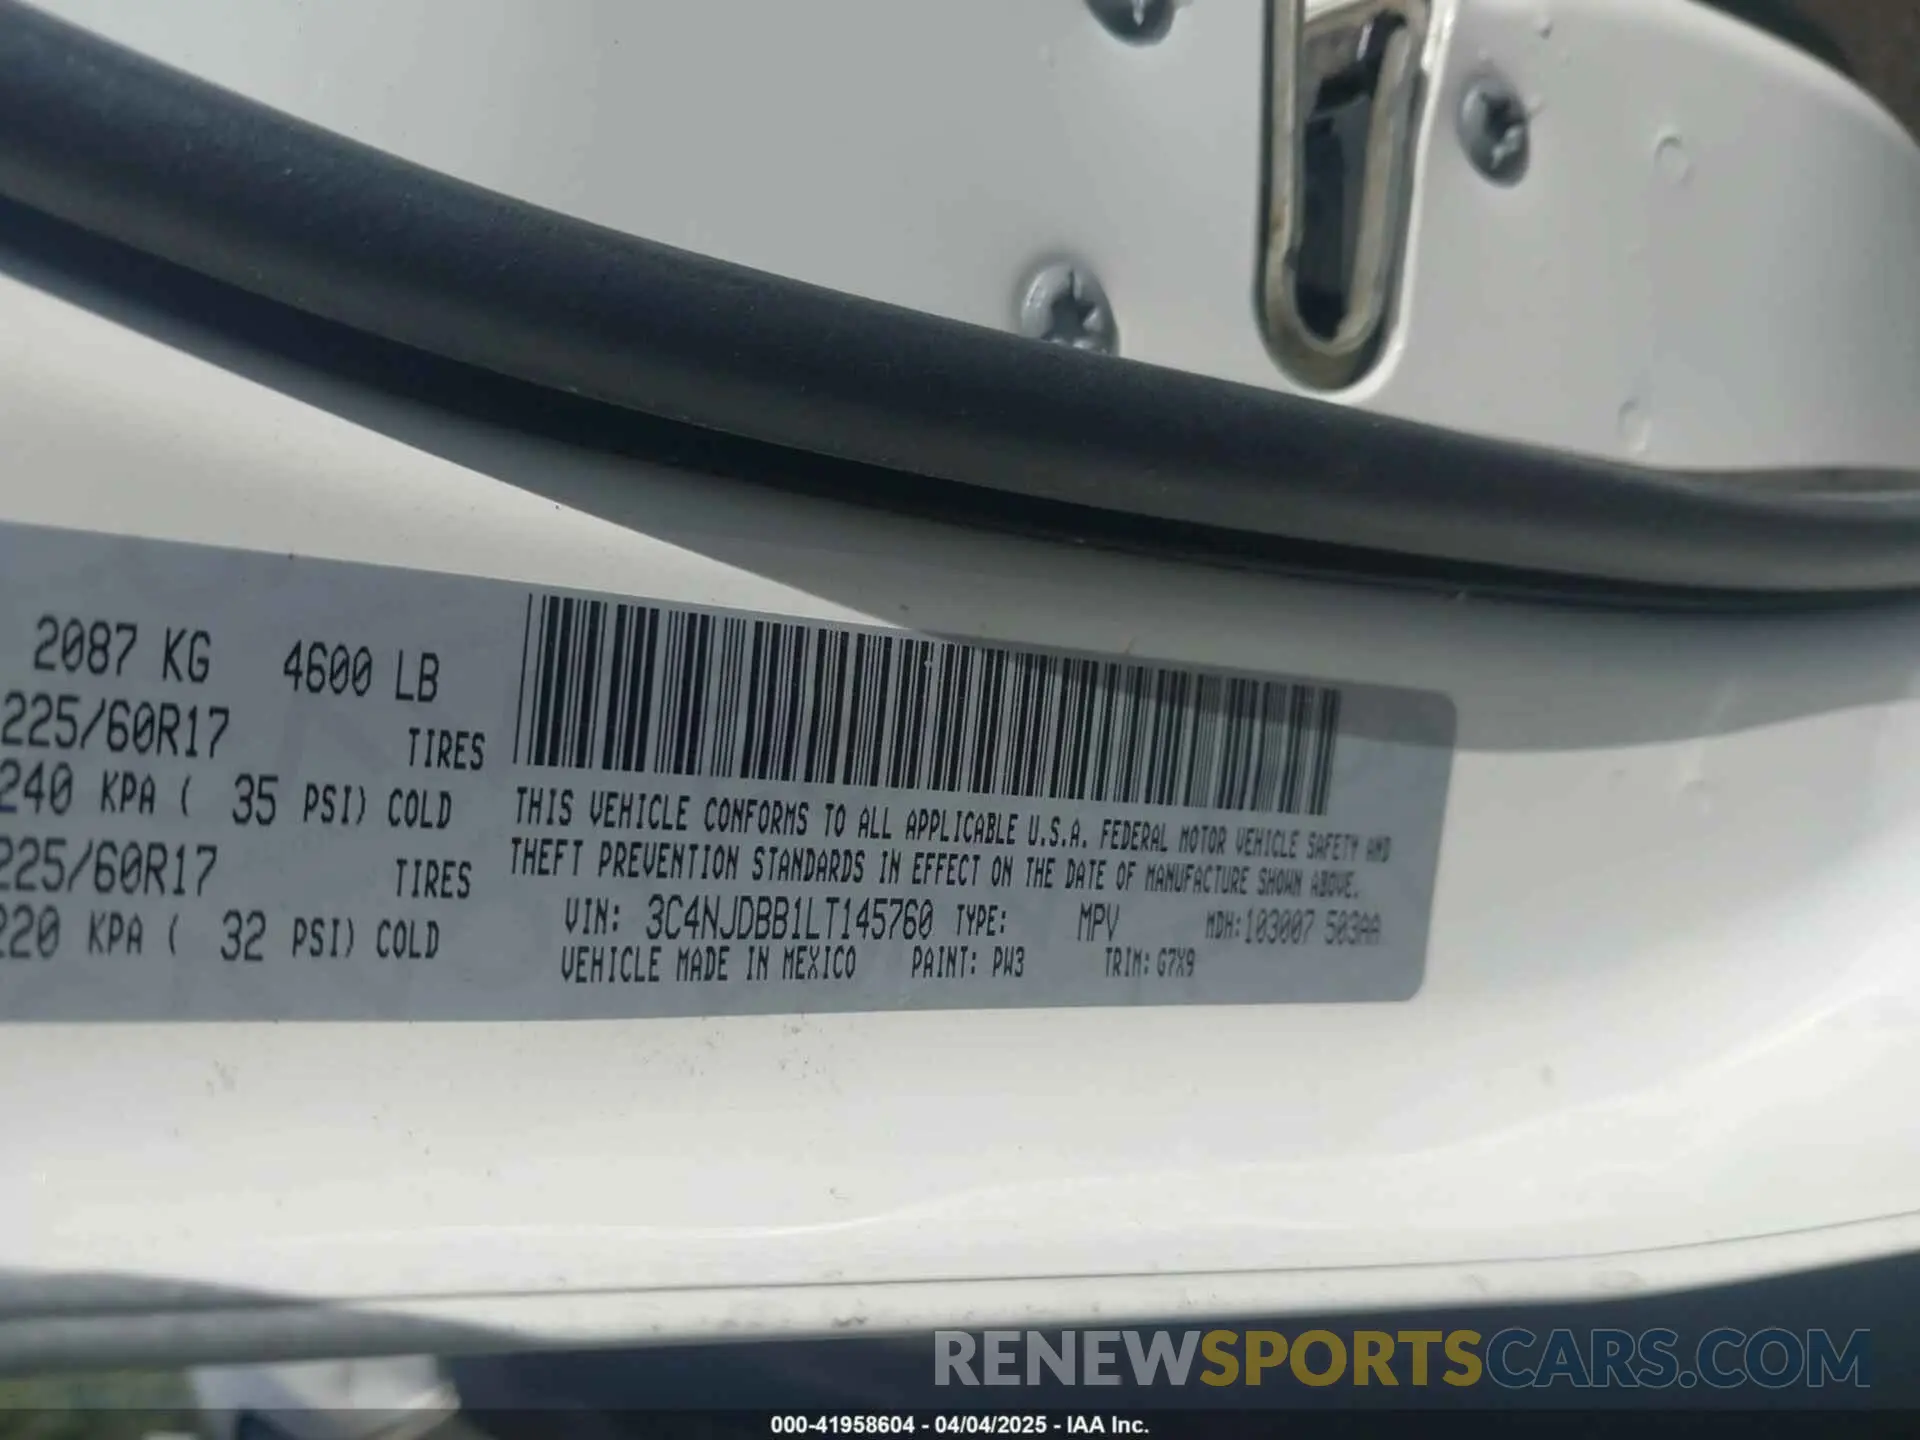 2087 KG 4600 LB
225/60R17 TIRES
240 KPA ( 35 PSI) COLD
225/60R17 TIRES
220 KPA ( 32 PSI) COLD
THIS VEHICLE CONFORMS TO ALL APPLICABLE U.S.A. FEDERAL MOTOR VEHICLE SAFETY AND
THEFT PREVENTION STANDARDS IN EFFECT ON THE DATE OF MANUFACTURE SHOWN ABOVE.
VIN: 3C4NJDBB1LT145760 TYPE: MPV MDH:103007 503AA
VEHICLE MADE IN MEXICO PAINT: PW3 TRIM: G7X9
RENEWSPORTSCARS.COM
000-41958604 - 04/04/2025 - IAA Inc.